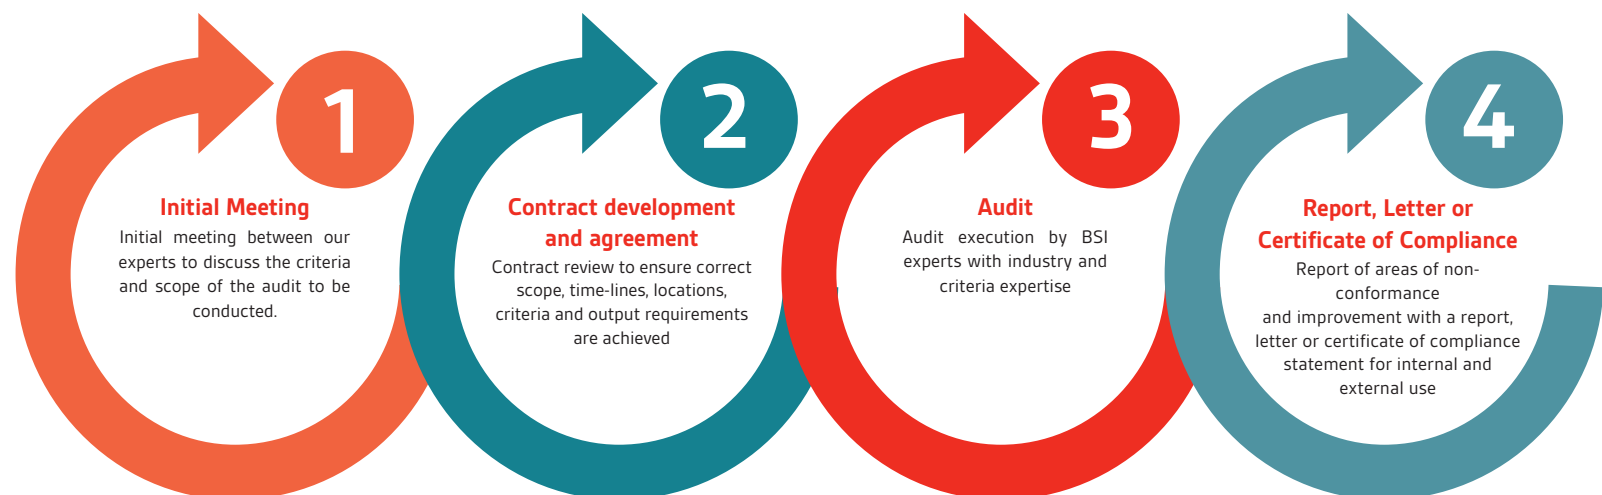 1
Initial Meeting
Initial meeting between our
experts to discuss the criteria
and scope of the audit to be
conducted.
2
Contract development
and agreement
Contract review to ensure correct
scope, time-lines, locations,
criteria and output requirements
are achieved
3
Audit
Audit execution by BSI
experts with industry and
criteria expertise
4
Report, Letter or
Certificate of Compliance
Report of areas of non-
conformance
and improvement with a report,
letter or certificate of compliance
statement for internal and
external use